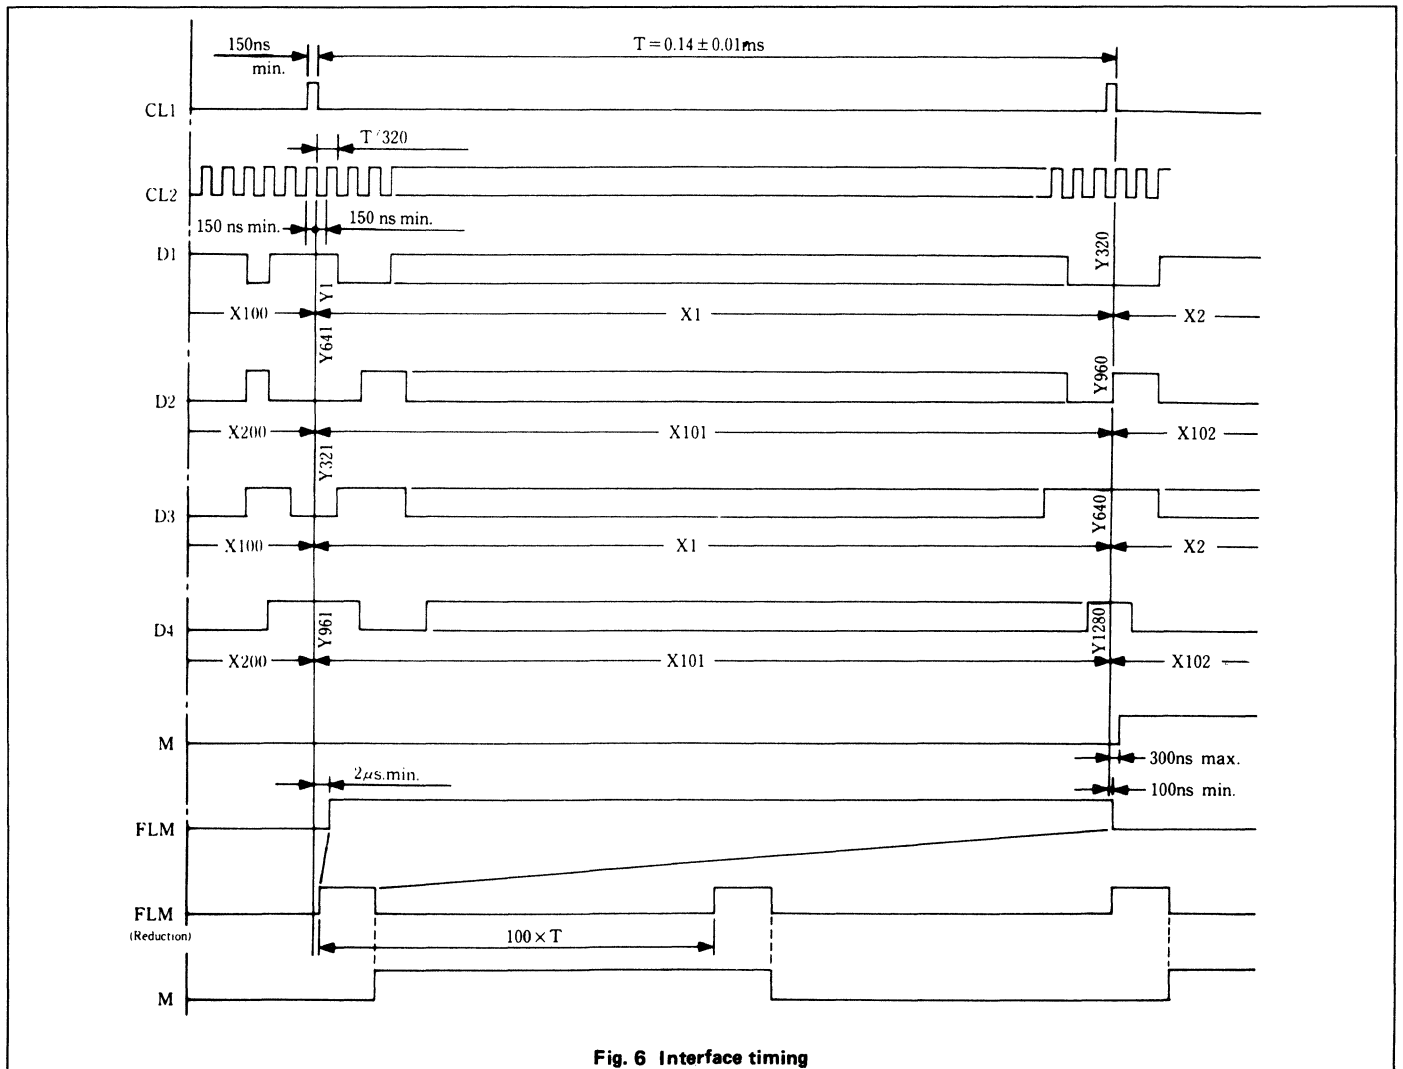 150ns
min.
T = 0.14 ± 0.01ms
CL1
T/320
CL2
150 ns min.
150 ns min.
D1
Y1
Y320
X100
X1
X2
Y641
Y960
D2
X200
X101
X102
Y321
Y640
D3
X100
X1
X2
Y961
Y1280
D4
X200
X101
X102
M
300ns max.
2μs.min.
100ns min.
FLM
FLM
(Reduction)
100 × T
M
Fig. 6 Interface timing